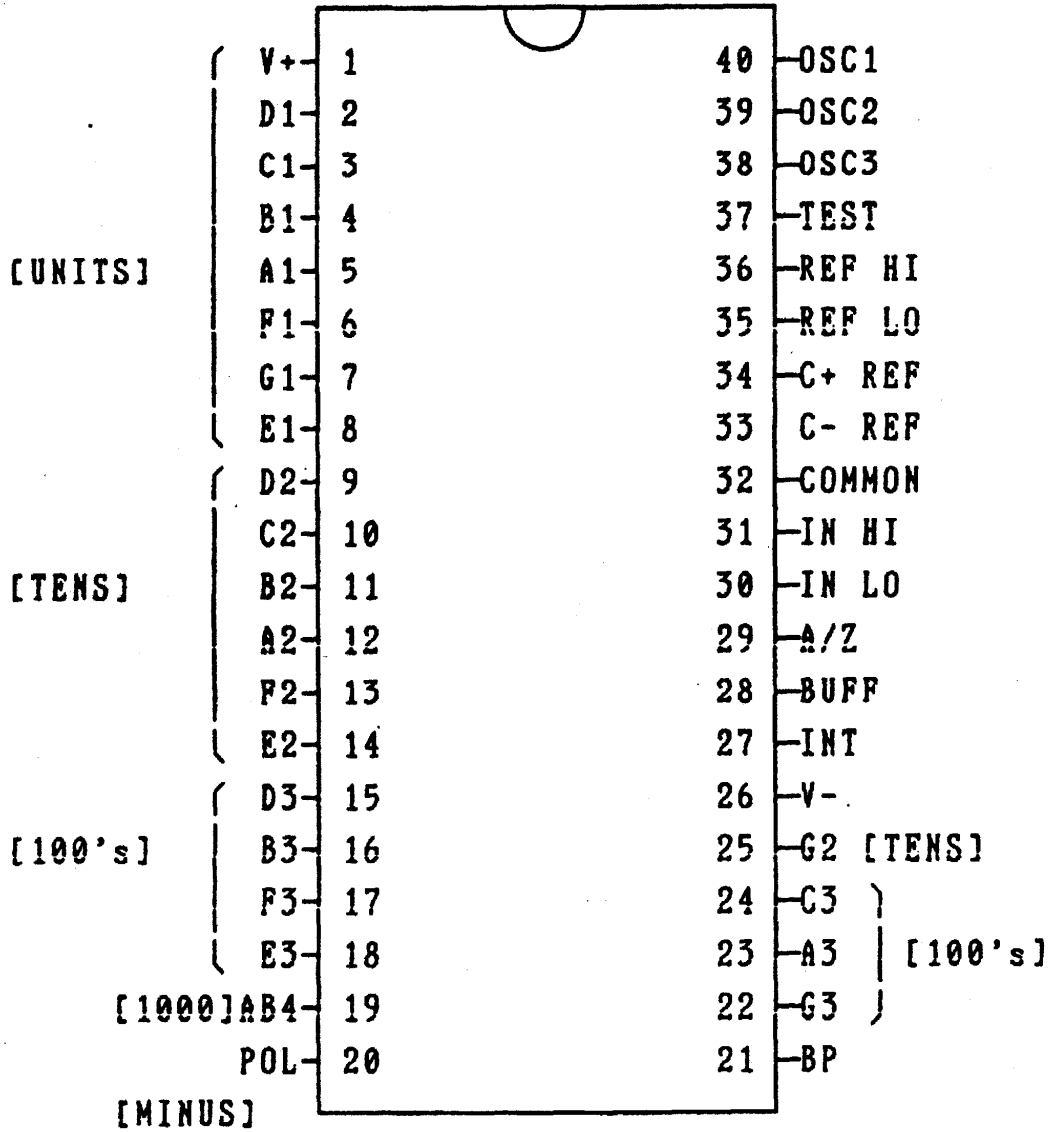 V+ 1 40 OSC1
D1 2 39 OSC2
C1 3 38 OSC3
B1 4 37 TEST
[UNITS] A1 5 36 REF HI
F1 6 35 REF LO
G1 7 34 C+ REF
E1 8 33 C- REF
D2 9 32 COMMON
C2 10 31 IN HI
[TENS] B2 11 30 IN LO
A2 12 29 A/Z
F2 13 28 BUFF
E2 14 27 INT
D3 15 26 V-
[100's] B3 16 25 G2 [TENS]
F3 17 24 C3
E3 18 23 A3 [100's]
[1000]AB4 19 22 G3
POL 20 21 BP
[MINUS]